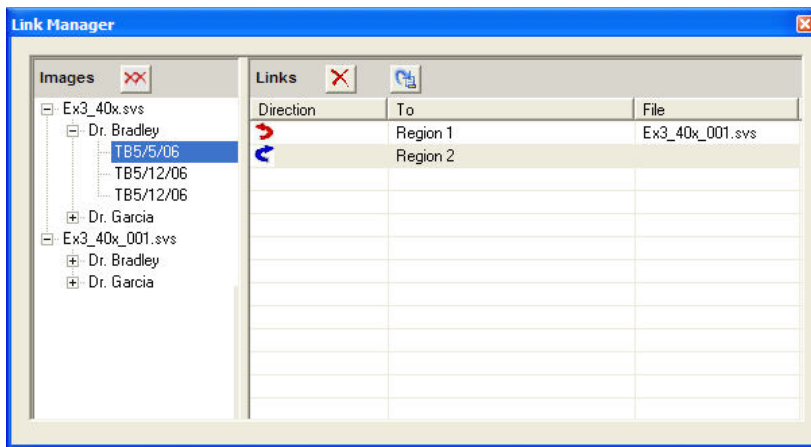 Link Manager
Images
Links
Ex3_40x.svs
Dr. Bradley
TB5/5/06
TB5/12/06
TB5/12/06
Dr. Garcia
Ex3_40x_001.svs
Dr. Bradley
Dr. Garcia
Direction To File
Region 1 Ex3_40x_001.svs
Region 2